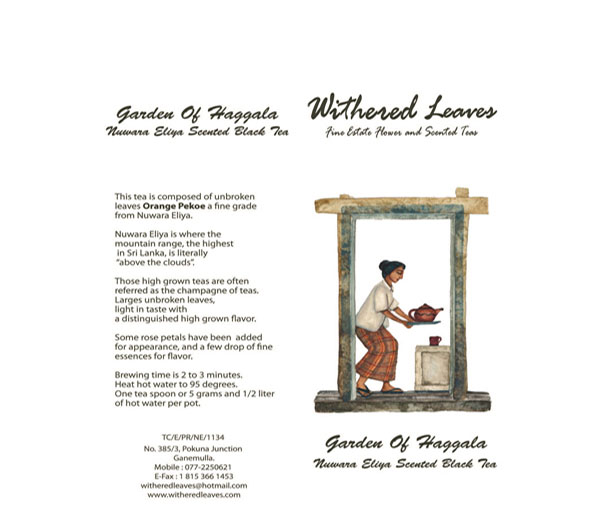 Garden Of Haggala
Nuwara Eliya Scented Black Tea
This tea is composed of unbroken
leaves Orange Pekoe a fine grade
from Nuwara Eliya.
Nuwara Eliya is where the
mountain range, the highest
in Sri Lanka, is literally
“above the clouds”.
Those high grown teas are often
referred as the champagne of teas.
Larges unbroken leaves,
light in taste with
a distinguished high grown flavor.
Some rose petals have been added
for appearance, and a few drop of fine
essences for flavor.
Brewing time is 2 to 3 minutes.
Heat hot water to 95 degrees.
One tea spoon or 5 grams and 1/2 liter
of hot water per pot.
TC/E/PR/NE/1134
No. 385/3, Pokuna Junction
Ganemulla.
Mobile : 077-2250621
E-Fax : 1 815 366 1453
witheredleaves@hotmail.com
www.witheredleaves.com
Withered Leaves
Fine Estate Flower and Scented Teas
Garden Of Haggala
Nuwara Eliya Scented Black Tea